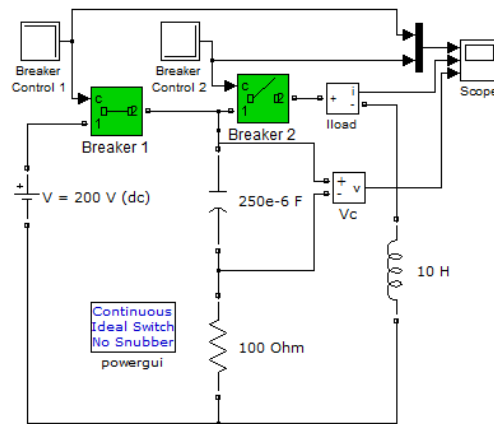 Breaker
Control 1
Breaker
Control 2
Scope
c
1
2
Breaker 1
c
1
2
Breaker 2
+
i
-
Iload
+
V = 200 V (dc)
250e-6 F
+
-
v
Vc
10 H
Continuous
Ideal Switch
No Snubber
powergui
100 Ohm